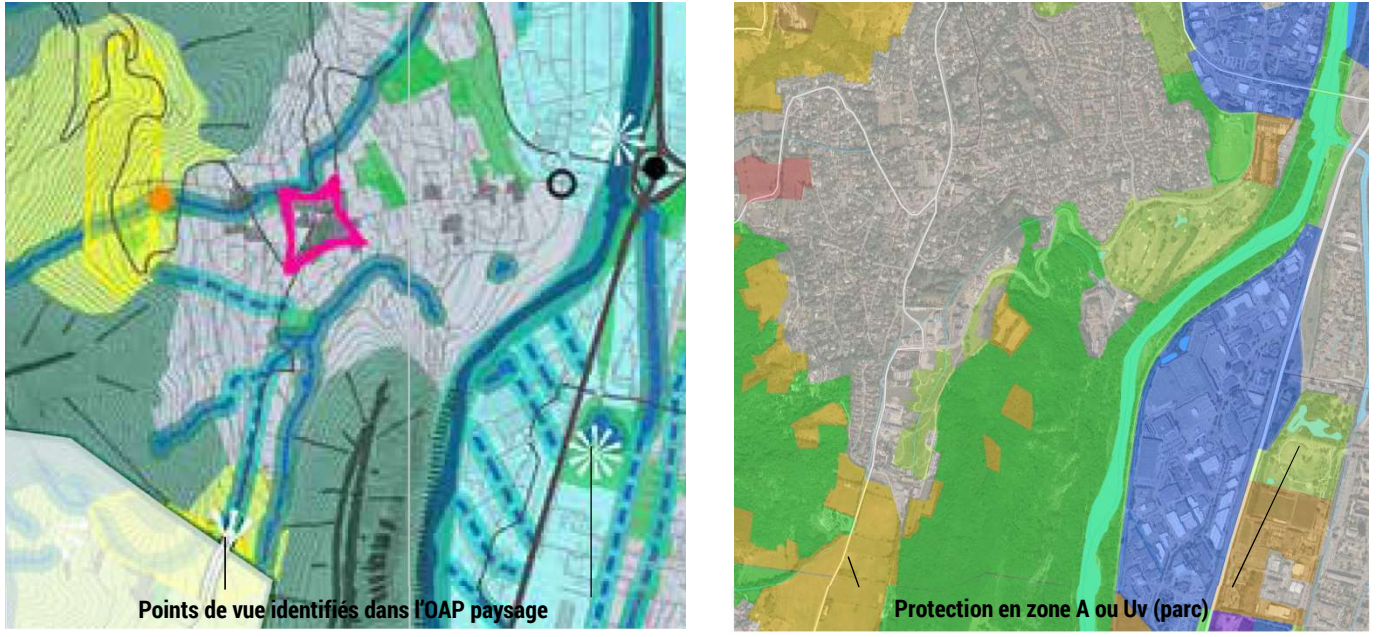 Points de vue identifiés dans l'OAP paysage
Protection en zone A ou Uv (parc)